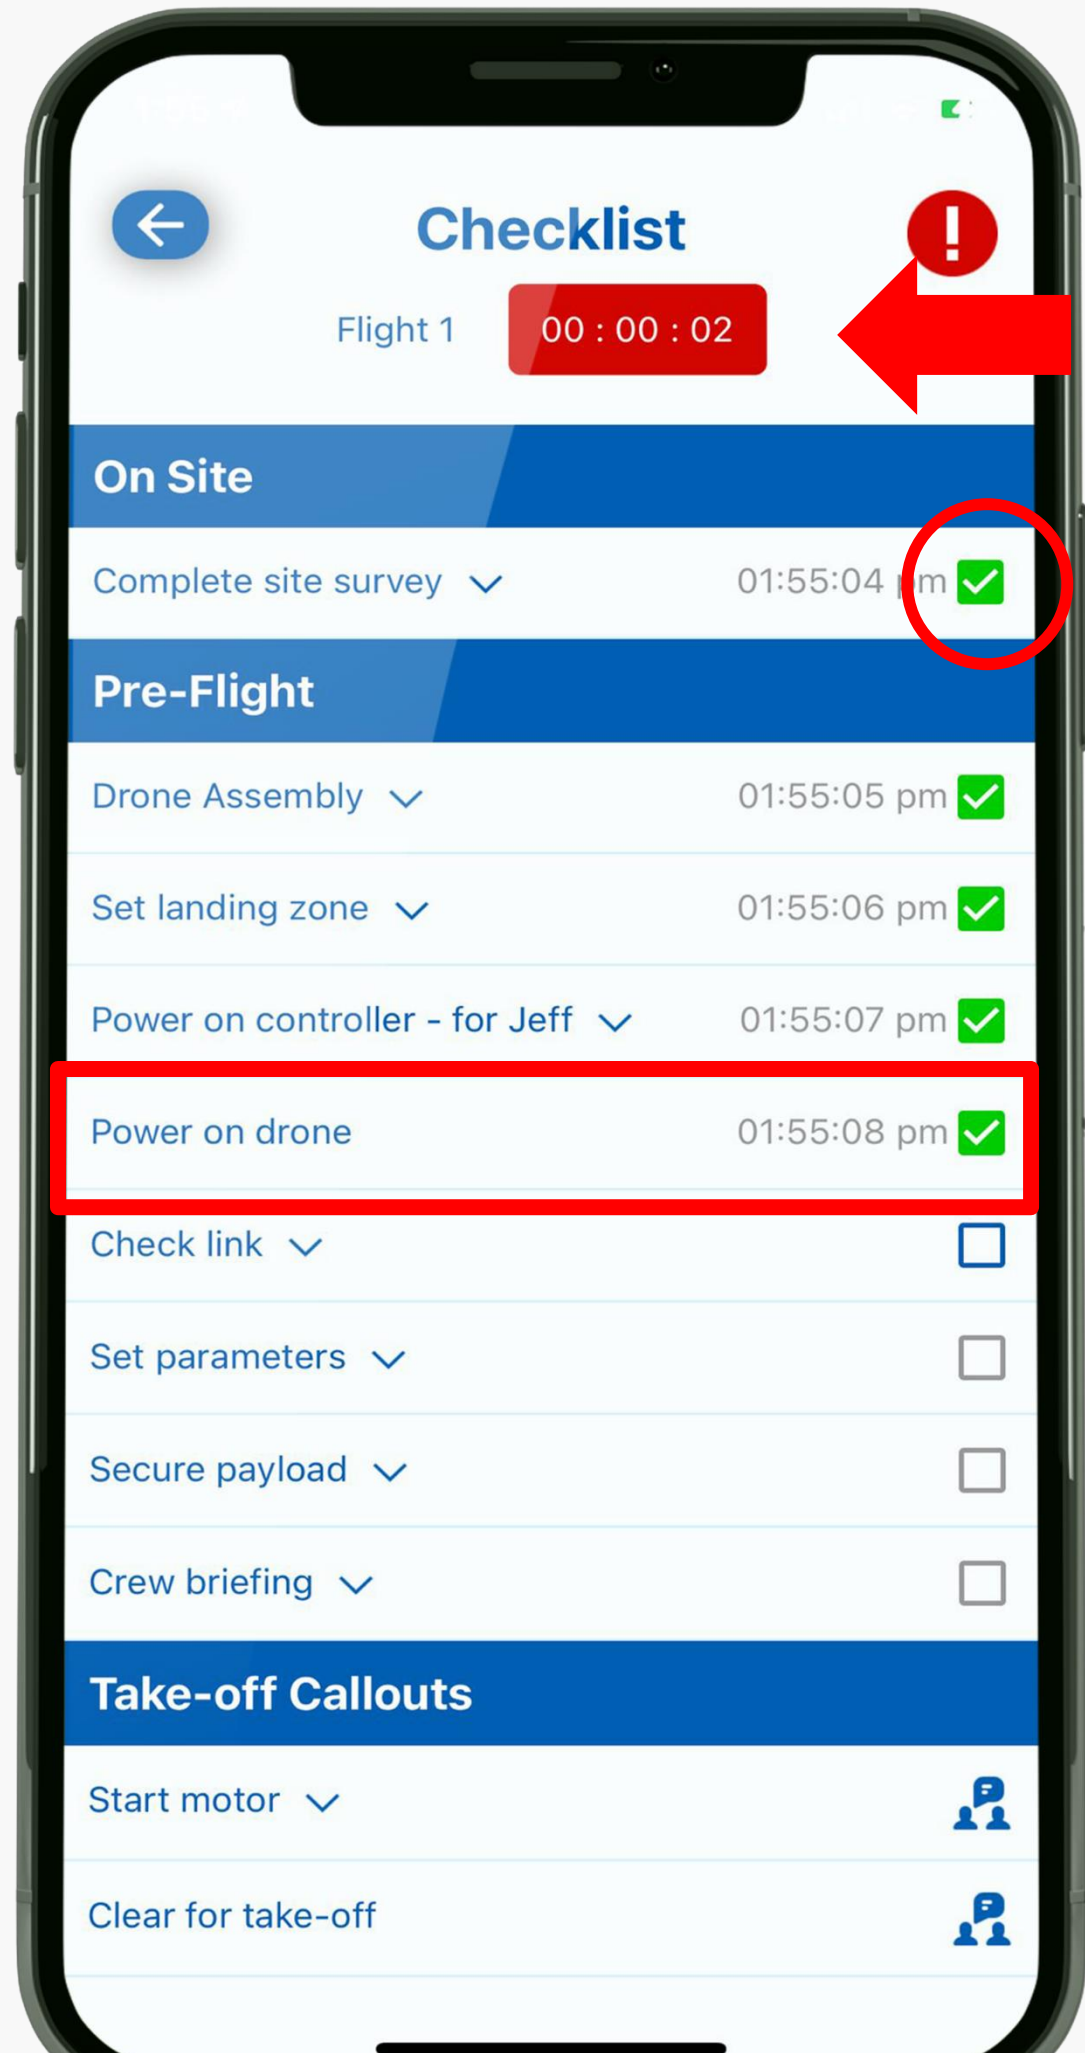 Checklist
Flight 1 00 : 00 : 02
On Site
Complete site survey 01:55:04 pm
Pre-Flight
Drone Assembly 01:55:05 pm
Set landing zone 01:55:06 pm
Power on controller - for Jeff 01:55:07 pm
Power on drone 01:55:08 pm
Check link
Set parameters
Secure payload
Crew briefing
Take-off Callouts
Start motor
Clear for take-off